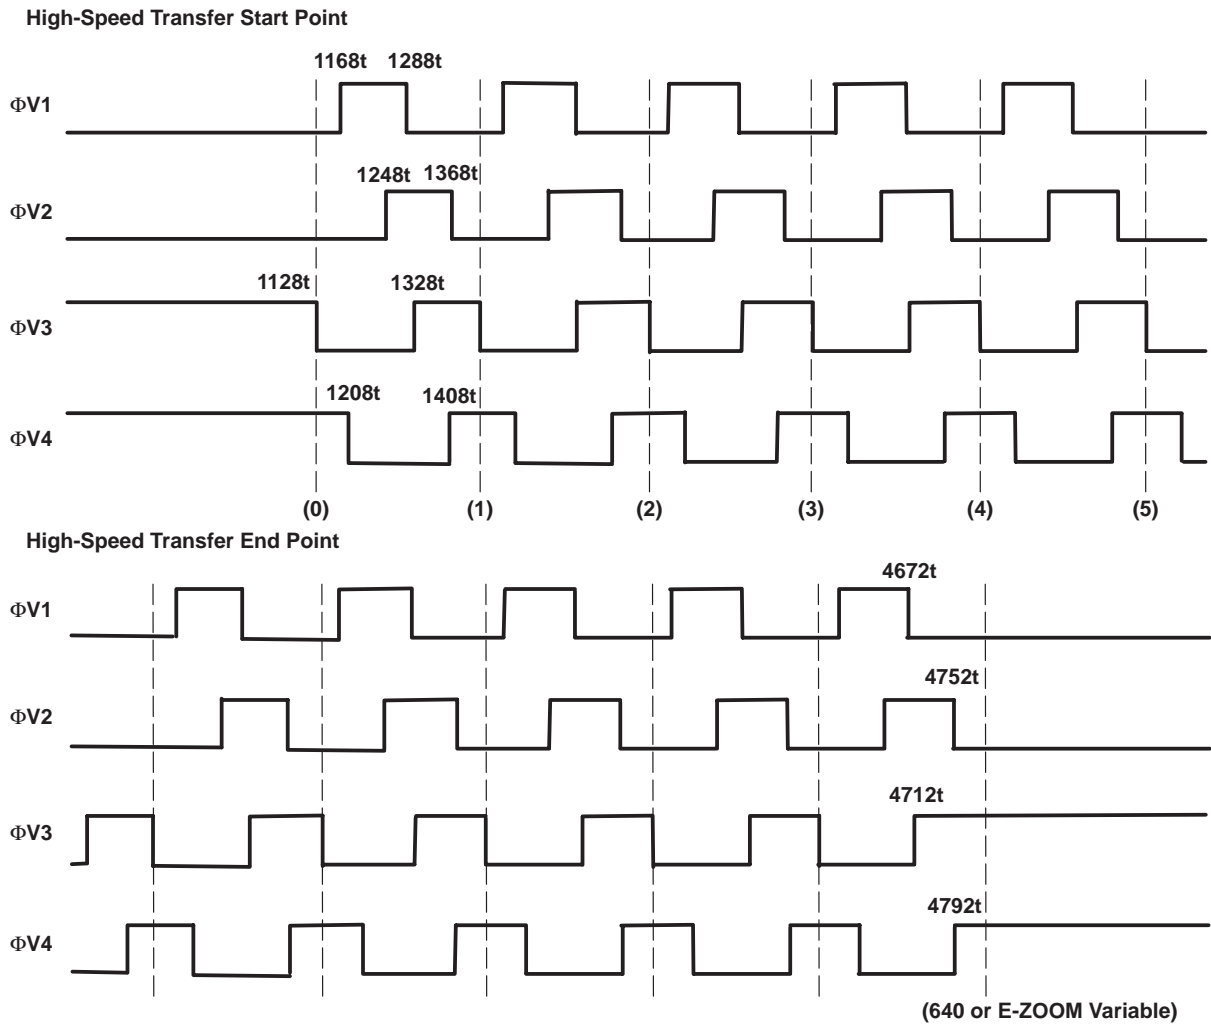 High-Speed Transfer Start Point
1168t 1288t
ΦV1
1248t 1368t
ΦV2
1128t 1328t
ΦV3
1208t 1408t
ΦV4
(0) (1) (2) (3) (4) (5)
High-Speed Transfer End Point
4672t
ΦV1
4752t
ΦV2
4712t
ΦV3
4792t
ΦV4
(640 or E-ZOOM Variable)